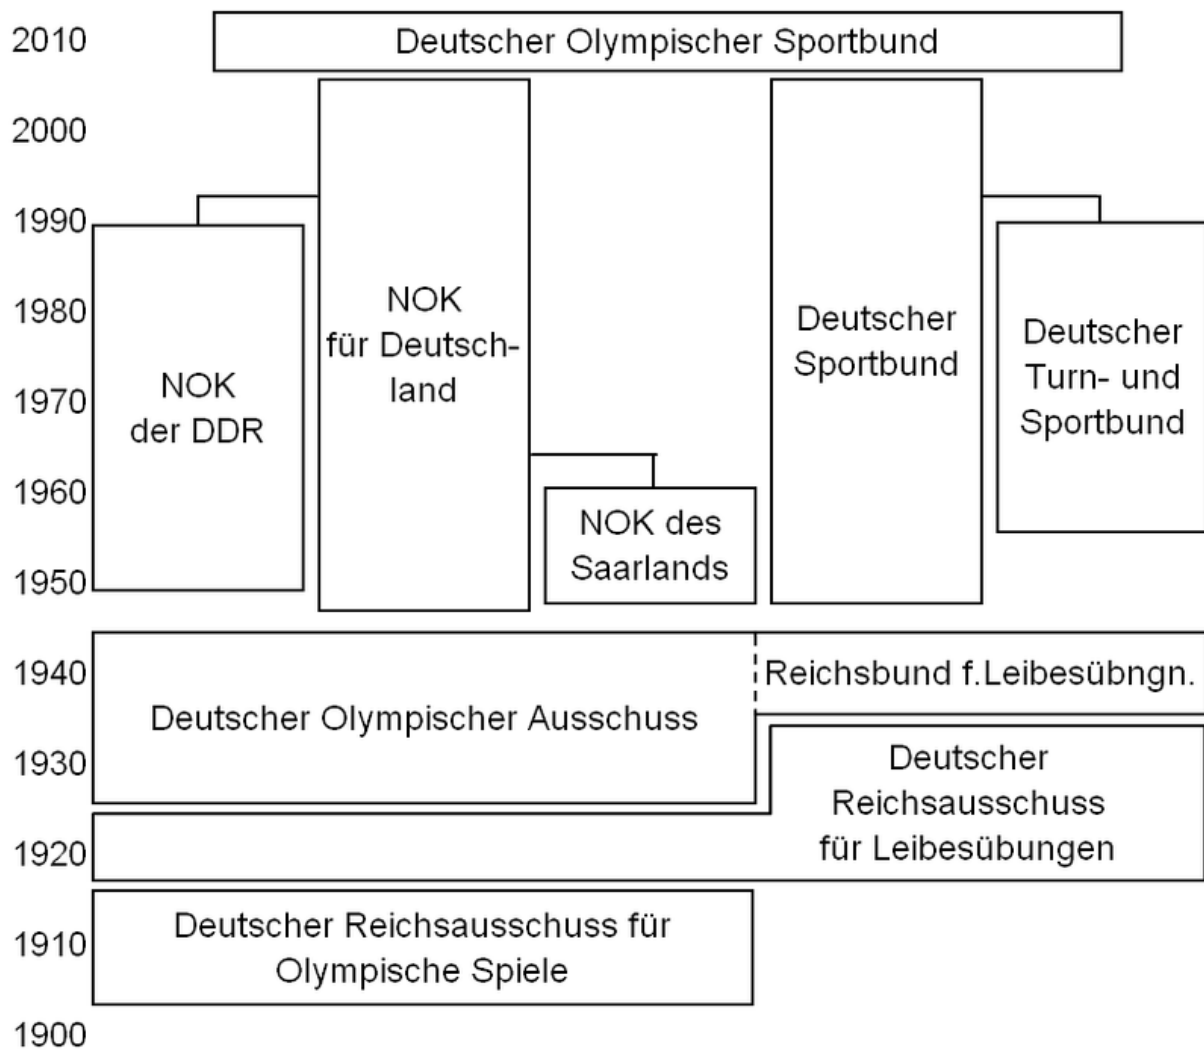 2010
Deutscher Olympischer Sportbund
2000
1990
NOK
für Deutsch-
land
Deutscher
Sportbund
Deutscher
Turn- und
Sportbund
1980
NOK
der DDR
1970
1960
NOK des
Saarlands
1950
1940
Reichsbund f.Leibesübngn.
Deutscher Olympischer Ausschuss
1930
Deutscher
Reichsausschuss
für Leibesübungen
1920
Deutscher Reichsausschuss für
Olympische Spiele
1910
1900